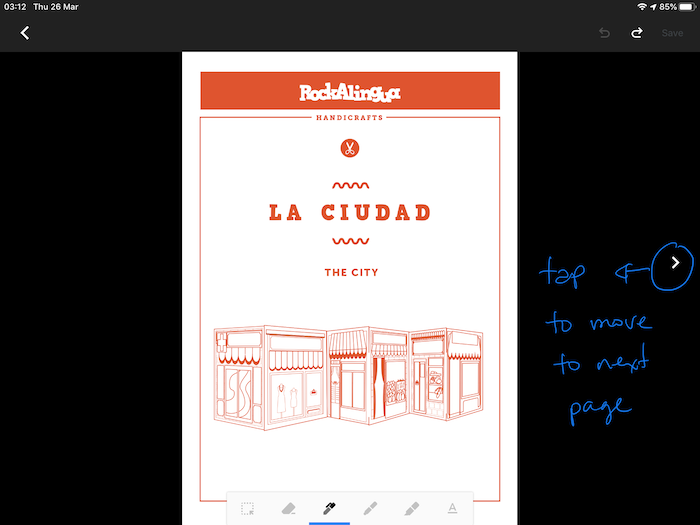 03:12 Thu 26 Mar
85%
Save
RockAlingua
HANDICRAFTS
LA CIUDAD
THE CITY
tap
to move
to next
page
A